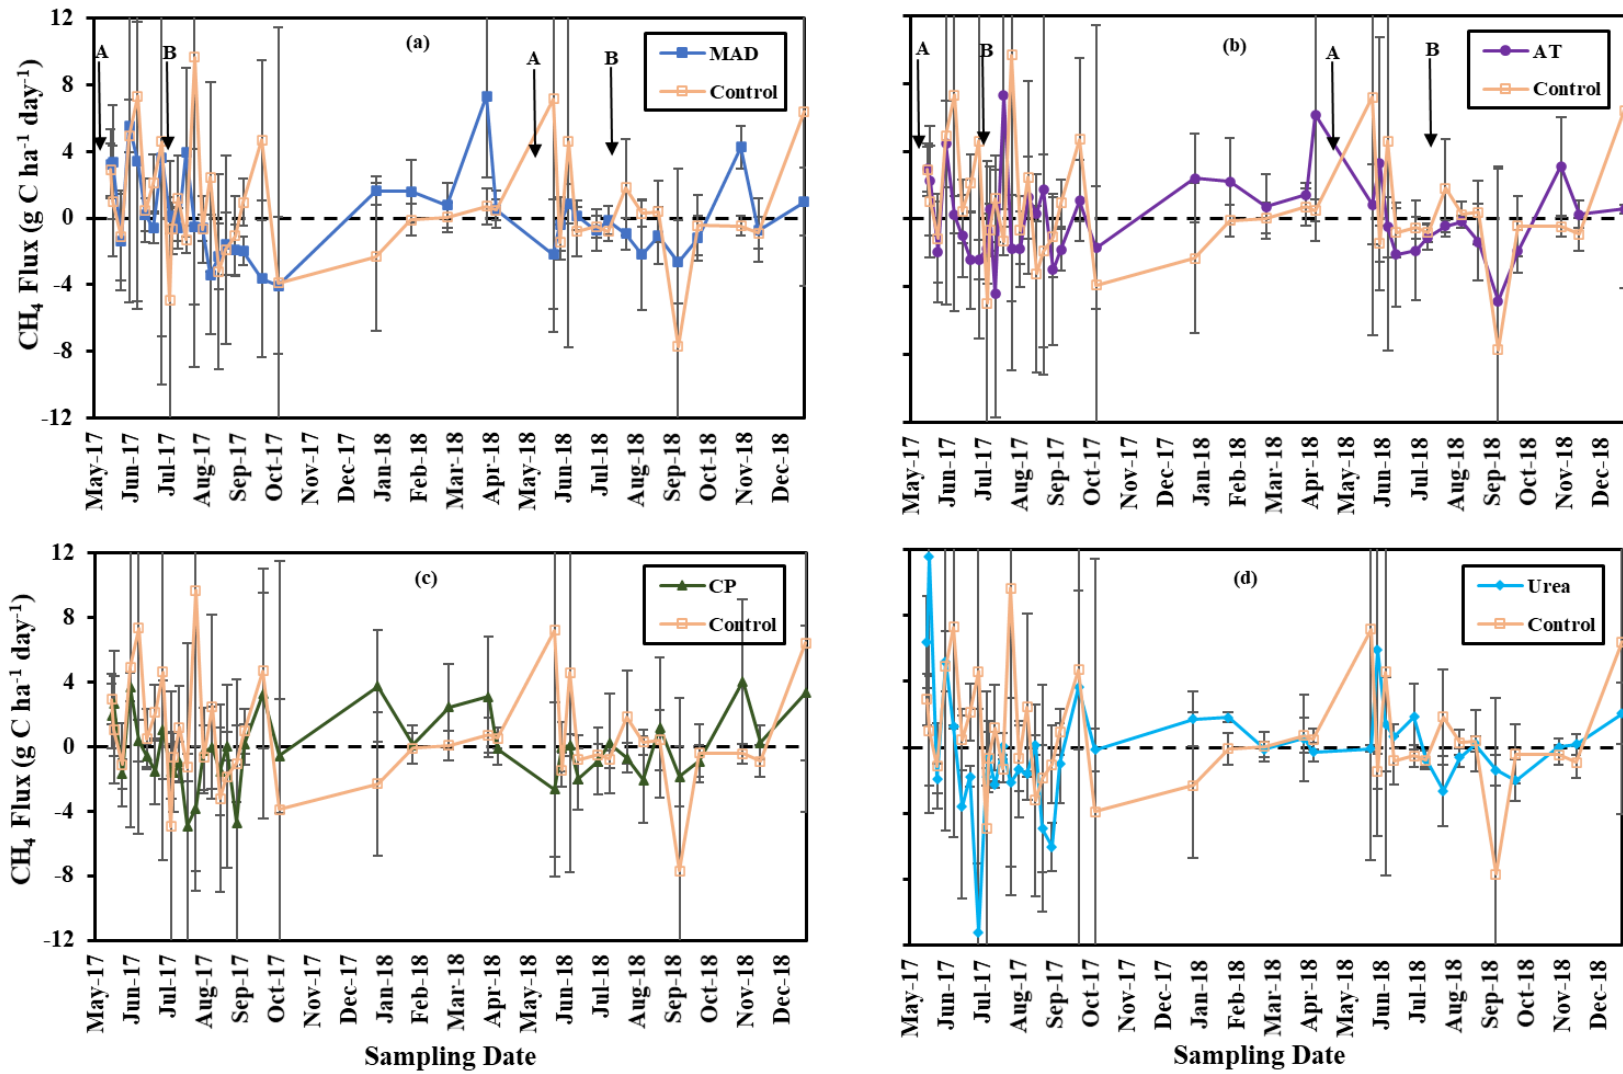 CH4 Flux (g C ha-1 day-1)
12
8
4
0
-4
-8
-12
A
B
(a)
A
B
MAD
Control
May-17
Jun-17
Jul-17
Aug-17
Sep-17
Oct-17
Nov-17
Dec-17
Jan-18
Feb-18
Mar-18
Apr-18
May-18
Jun-18
Jul-18
Aug-18
Sep-18
Oct-18
Nov-18
Dec-18
A
B
(b)
A
B
AT
Control
May-17
Jun-17
Jul-17
Aug-17
Sep-17
Oct-17
Nov-17
Dec-17
Jan-18
Feb-18
Mar-18
Apr-18
May-18
Jun-18
Jul-18
Aug-18
Sep-18
Oct-18
Nov-18
Dec-18
CH4 Flux (g C ha-1 day-1)
12
8
4
0
-4
-8
-12
(c)
CP
Control
May-17
Jun-17
Jul-17
Aug-17
Sep-17
Oct-17
Nov-17
Dec-17
Jan-18
Feb-18
Mar-18
Apr-18
May-18
Jun-18
Jul-18
Aug-18
Sep-18
Oct-18
Nov-18
Dec-18
Sampling Date
(d)
Urea
Control
May-17
Jun-17
Jul-17
Aug-17
Sep-17
Oct-17
Nov-17
Dec-17
Jan-18
Feb-18
Mar-18
Apr-18
May-18
Jun-18
Jul-18
Aug-18
Sep-18
Oct-18
Nov-18
Dec-18
Sampling Date